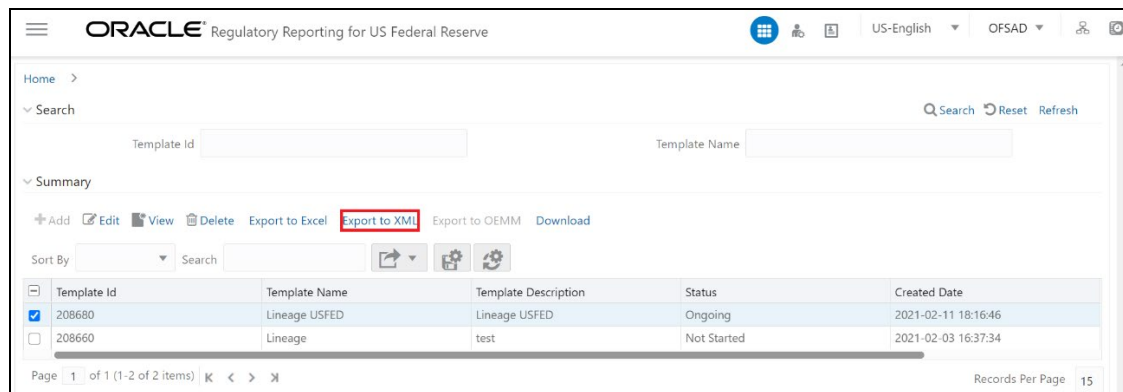 ORACLE® Regulatory Reporting for US Federal Reserve US-English OFSAD
Home >
Search Search Reset Refresh
Template Id Template Name
Summary
Add Edit View Delete Export to Excel Export to XML Export to OEMM Download
Sort By Search
Template Id Template Name Template Description Status Created Date
208680 Lineage USFED Lineage USFED Ongoing 2021-02-11 18:16:46
208660 Lineage test Not Started 2021-02-03 16:37:34
Page 1 of 1 (1-2 of 2 items) Records Per Page 15